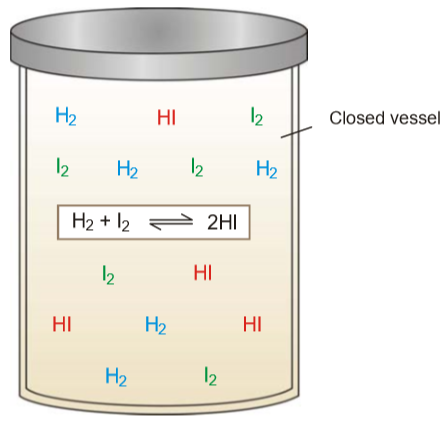 H₂ HI I₂
Closed vessel
I₂ H₂ I₂ H₂
H₂ + I₂ ⇌ 2HI
I₂ HI
HI H₂ HI
H₂ I₂